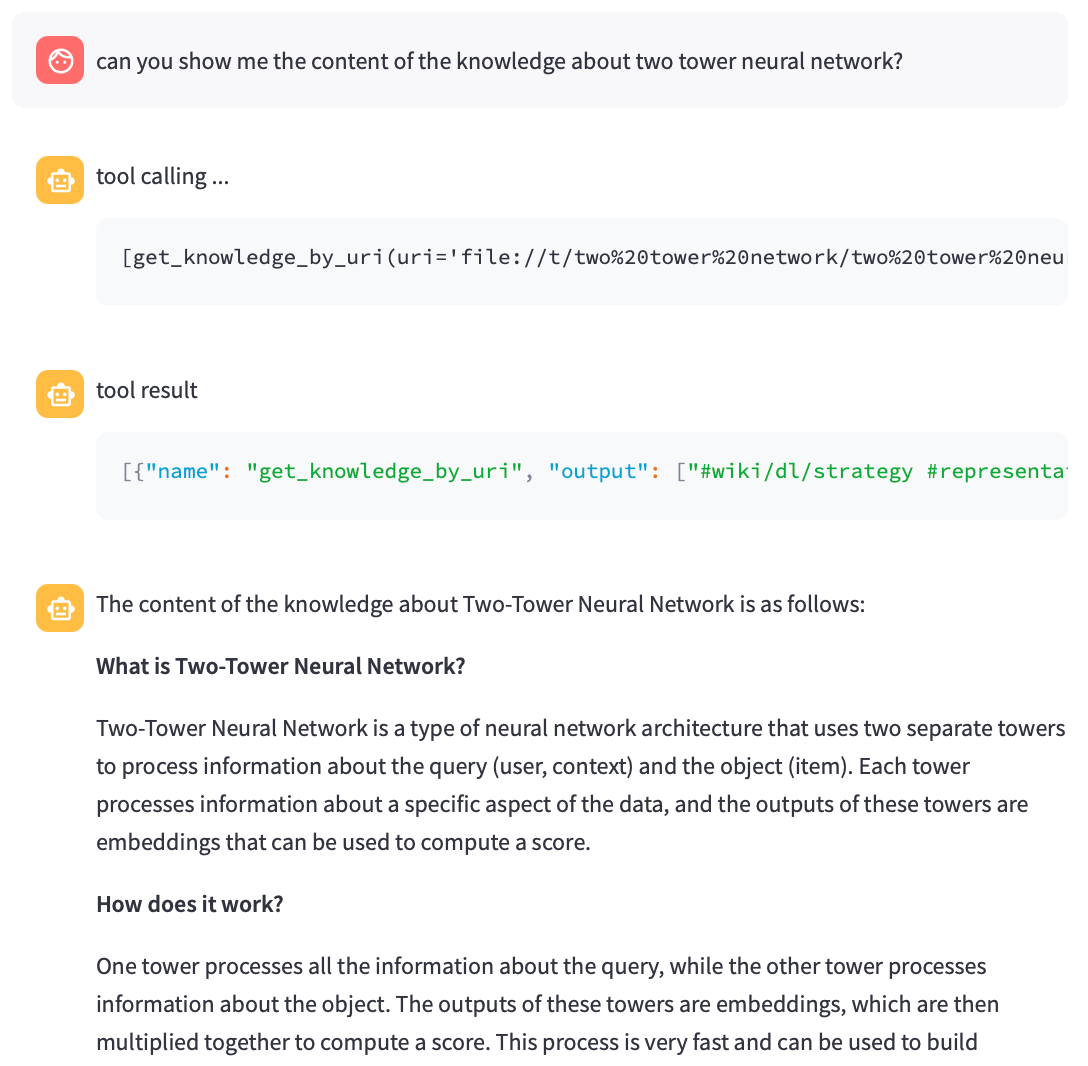 can you show me the content of the knowledge about two tower neural network?
tool calling ...
[get_knowledge_by_uri(uri='file://t/two%20tower%20network/two%20tower%20neu
tool result
[{"name": "get_knowledge_by_uri", "output": ["#wiki/dl/strategy #representa
The content of the knowledge about Two-Tower Neural Network is as follows:
What is Two-Tower Neural Network?
Two-Tower Neural Network is a type of neural network architecture that uses two separate towers
to process information about the query (user, context) and the object (item). Each tower
processes information about a specific aspect of the data, and the outputs of these towers are
embeddings that can be used to compute a score.
How does it work?
One tower processes all the information about the query, while the other tower processes
information about the object. The outputs of these towers are embeddings, which are then
multiplied together to compute a score. This process is very fast and can be used to build